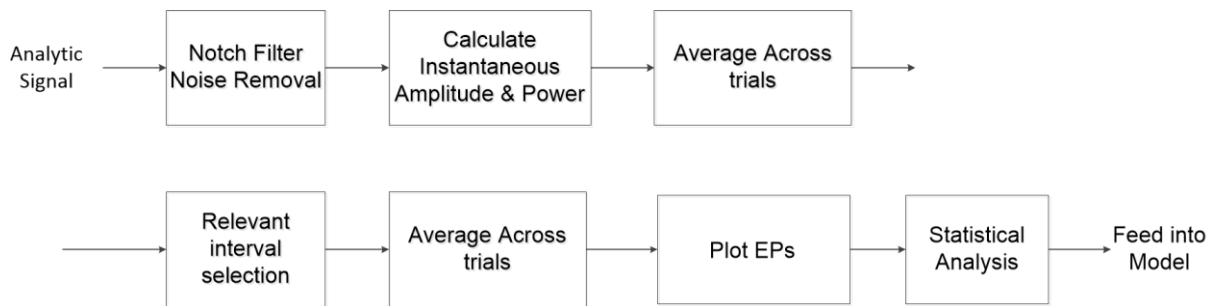 Analytic
Signal
Notch Filter
Noise Removal
Calculate
Instantaneous
Amplitude & Power
Average Across
trials
Relevant
interval
selection
Average Across
trials
Plot EPs
Statistical
Analysis
Feed into
Model